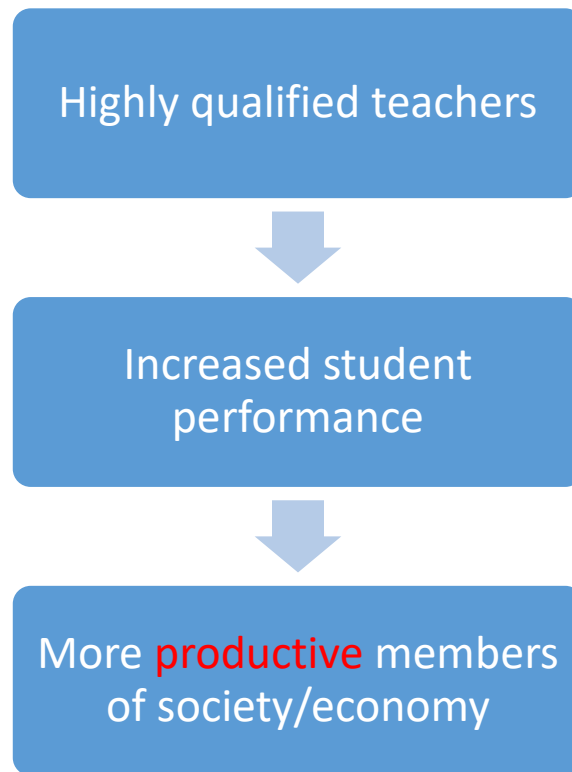 Highly qualified teachers
Increased student
performance
More productive members
of society/economy